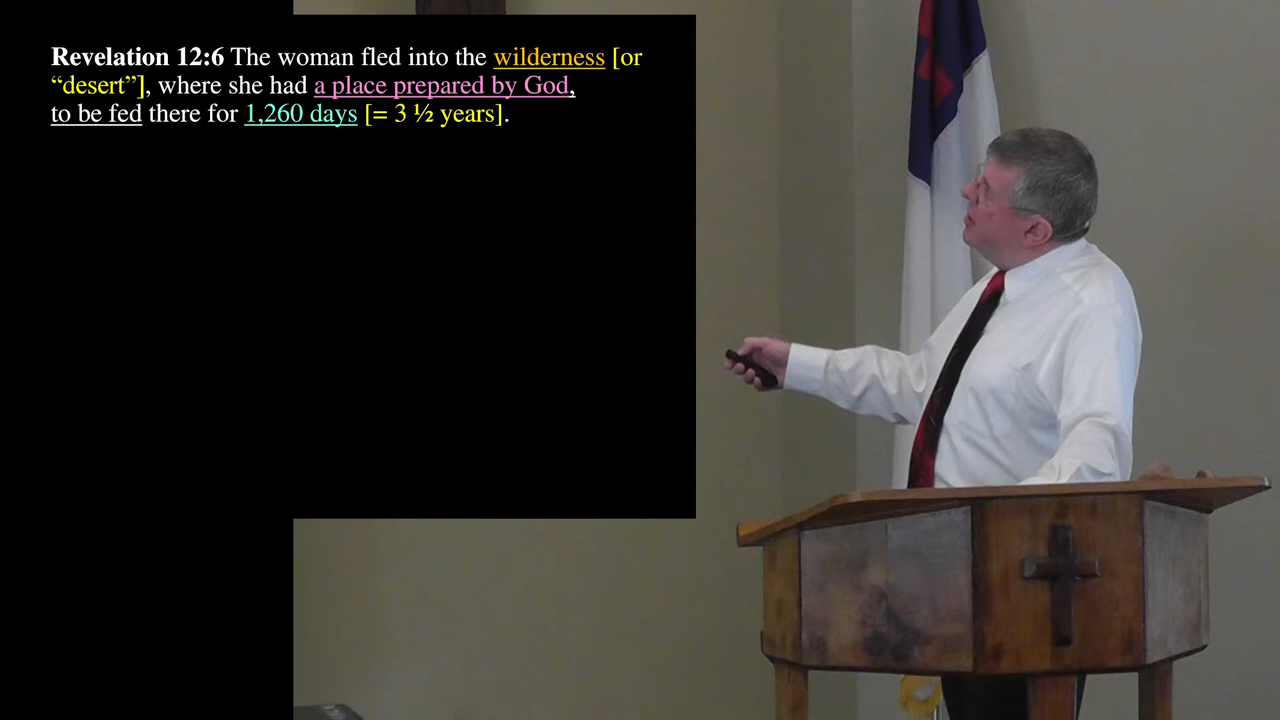 Revelation 12:6 The woman fled into the wilderness [or
“desert”], where she had a place prepared by God,
to be fed there for 1,260 days [= 3 ½ years].